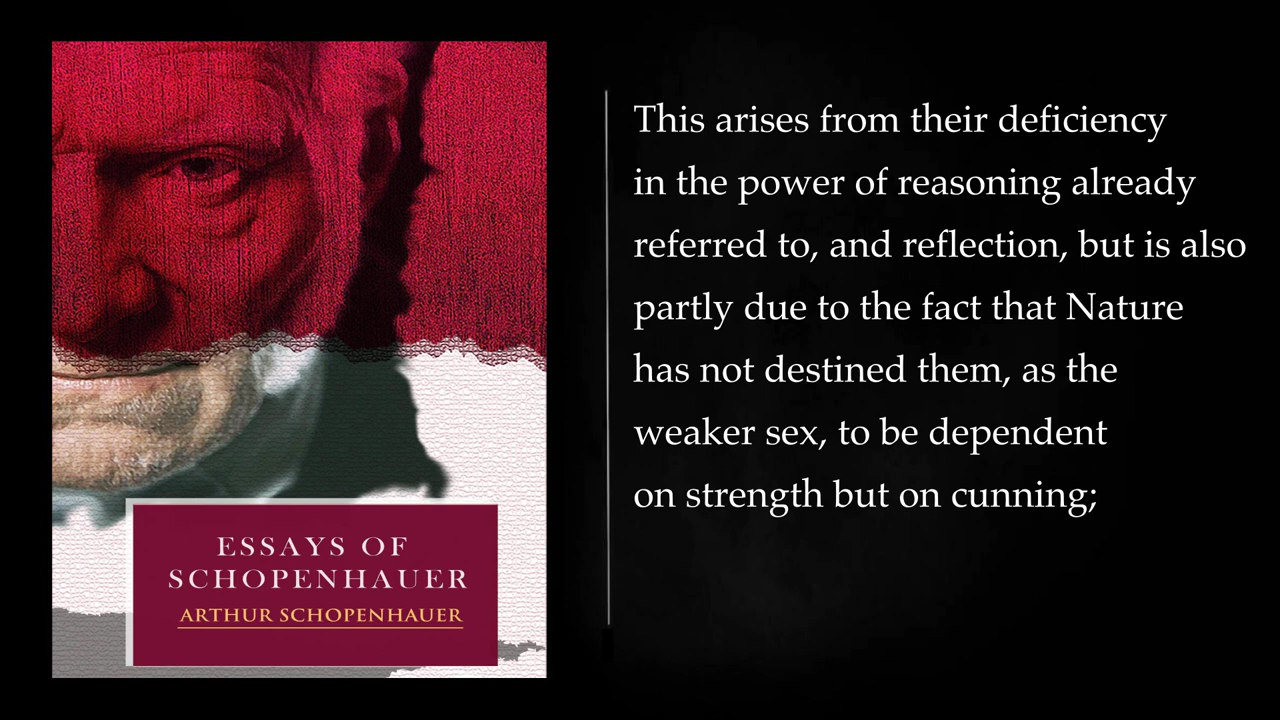 ESSAYS OF
SCHOPENHAUER
ARTHUR SCHOPENHAUER
This arises from their deficiency
in the power of reasoning already
referred to, and reflection, but is also
partly due to the fact that Nature
has not destined them, as the
weaker sex, to be dependent
on strength but on cunning;